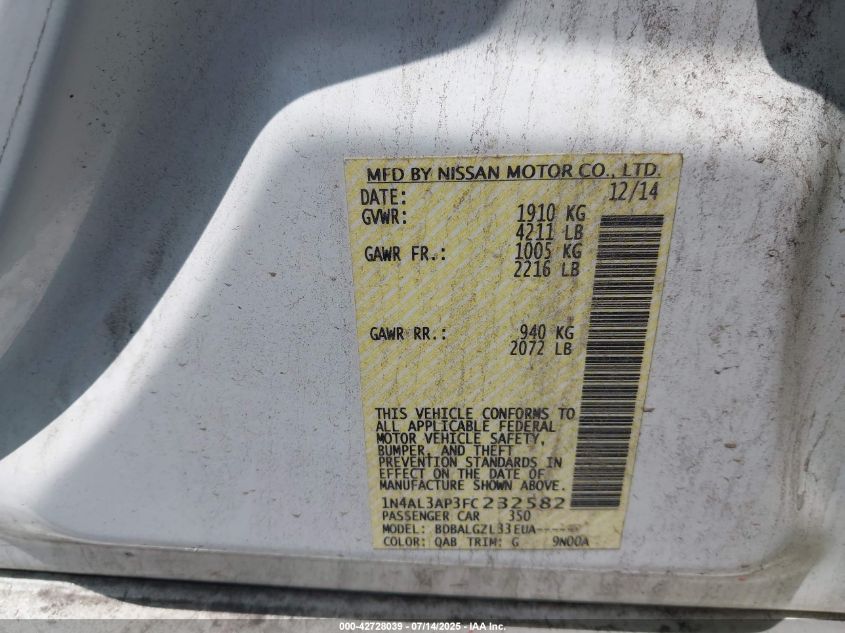 MFD BY NISSAN MOTOR CO., LTD.
DATE: 12/14
GVWR: 1910 KG
4211 LB
GAWR FR.: 1005 KG
2216 LB
GAWR RR.: 940 KG
2072 LB
THIS VEHICLE CONFORMS TO
ALL APPLICABLE FEDERAL
MOTOR VEHICLE SAFETY,
BUMPER, AND THEFT
PREVENTION STANDARDS IN
EFFECT ON THE DATE OF
MANUFACTURE SHOWN ABOVE.
1N4AL3AP3FC232582
PASSENGER CAR 350
MODEL: BDBALGZL33EUA-----
COLOR: QAB TRIM: G 9N00A
000-42728039 - 07/14/2025 - IAA Inc.